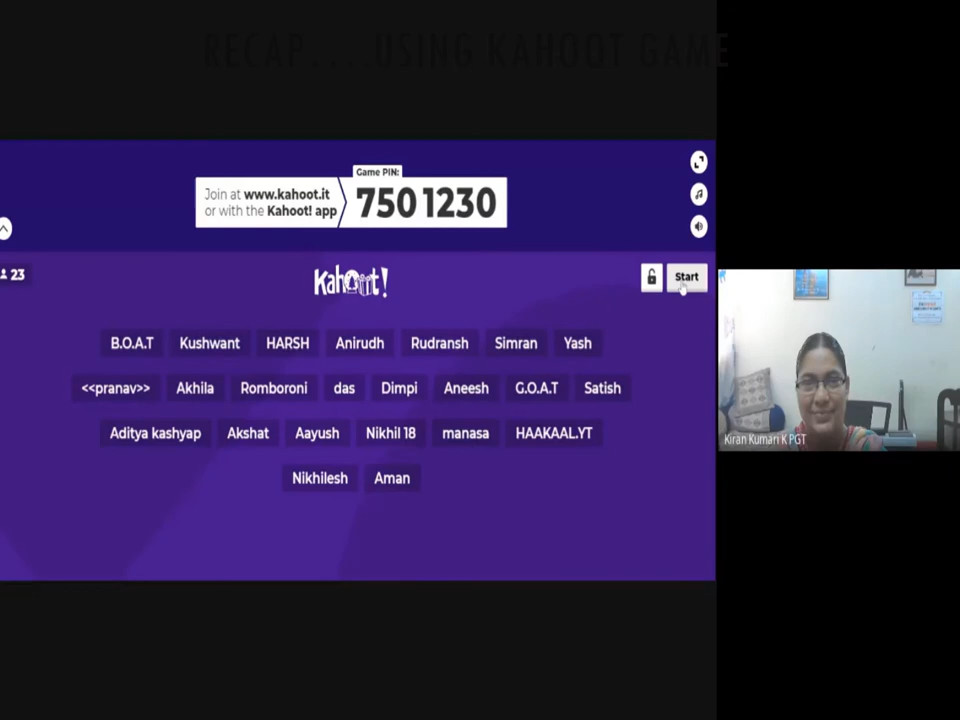 RECAP....USING KAHOOT GAME
Game PIN:
Join at www.kahoot.it
or with the Kahoot! app
750 1230
23
Kahoot!
Start
B.O.A.T Kushwant HARSH Anirudh Rudransh Simran Yash
<<pranav>> Akhila Romboroni das Dimpi Aneesh G.O.A.T Satish
Aditya kashyap Akshat Aayush Nikhil 18 manasa HAAKAAL.YT
Nikhilesh Aman
Kiran Kumari K PGT